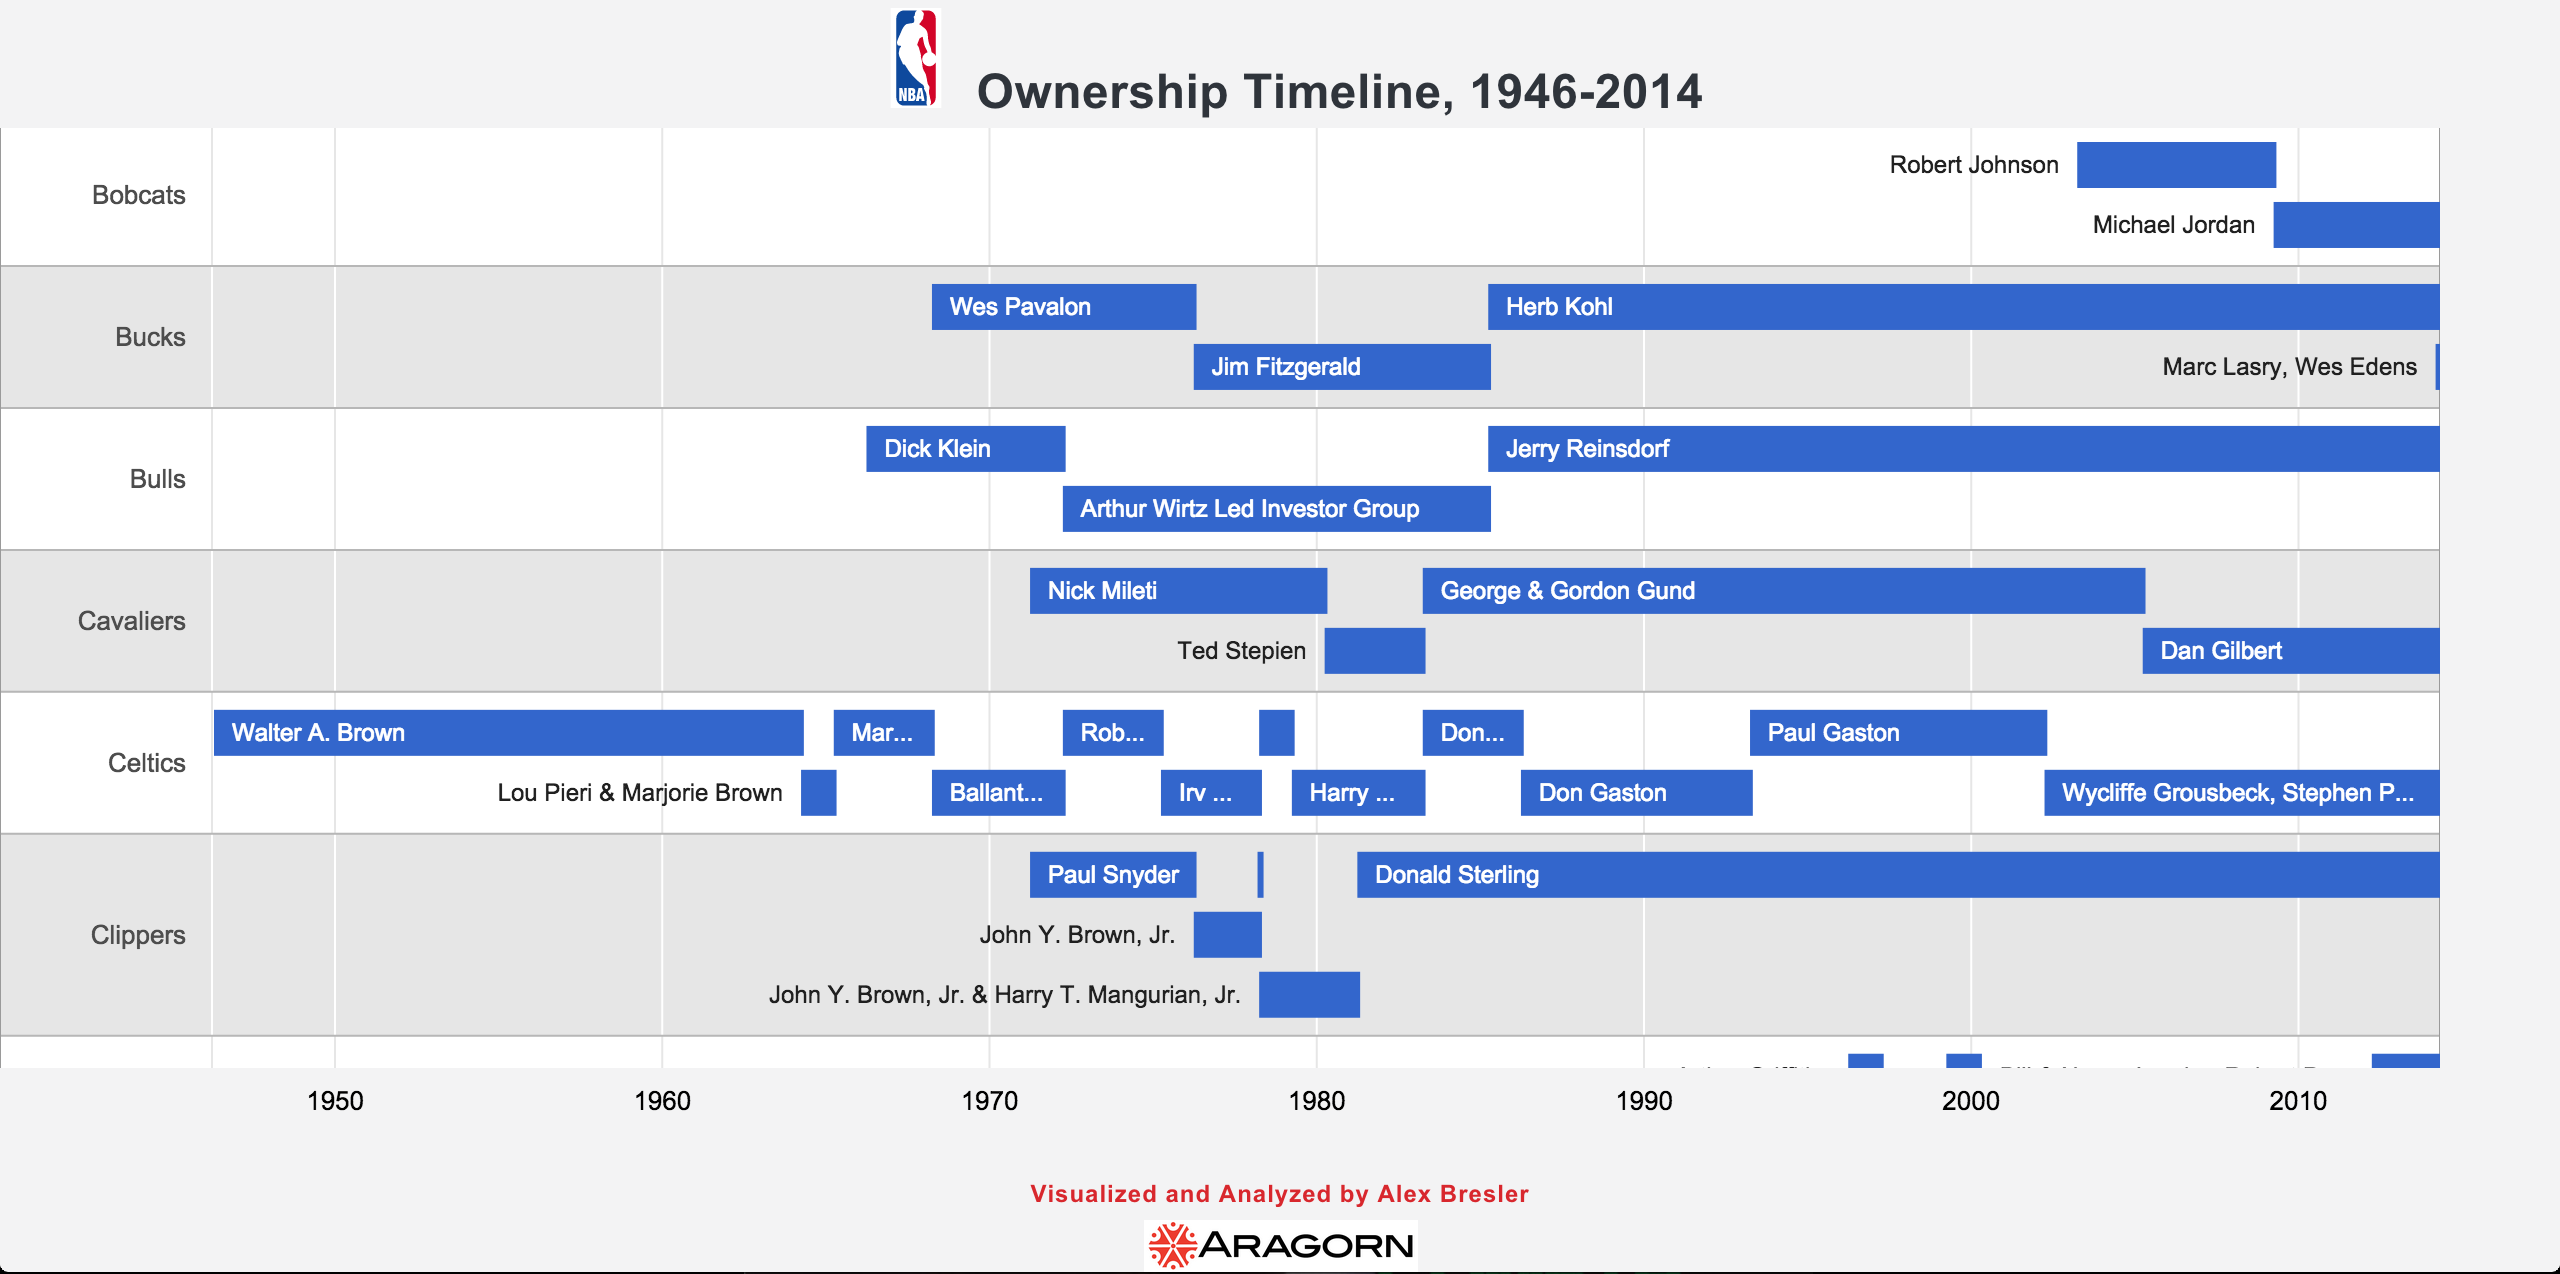 NBA
Ownership Timeline, 1946-2014
Bobcats
Robert Johnson
Michael Jordan
Bucks
Wes Pavalon
Herb Kohl
Jim Fitzgerald
Marc Lasry, Wes Edens
Bulls
Dick Klein
Jerry Reinsdorf
Arthur Wirtz Led Investor Group
Cavaliers
Nick Mileti
George & Gordon Gund
Ted Stepien
Dan Gilbert
Celtics
Walter A. Brown
Mar...
Rob...
Don...
Paul Gaston
Lou Pieri & Marjorie Brown
Ballant...
Irv ...
Harry ...
Don Gaston
Wycliffe Grousbeck, Stephen P...
Clippers
Paul Snyder
Donald Sterling
John Y. Brown, Jr.
John Y. Brown, Jr. & Harry T. Mangurian, Jr.
1950 1960 1970 1980 1990 2000 2010
Visualized and Analyzed by Alex Bresler
ARAGORN